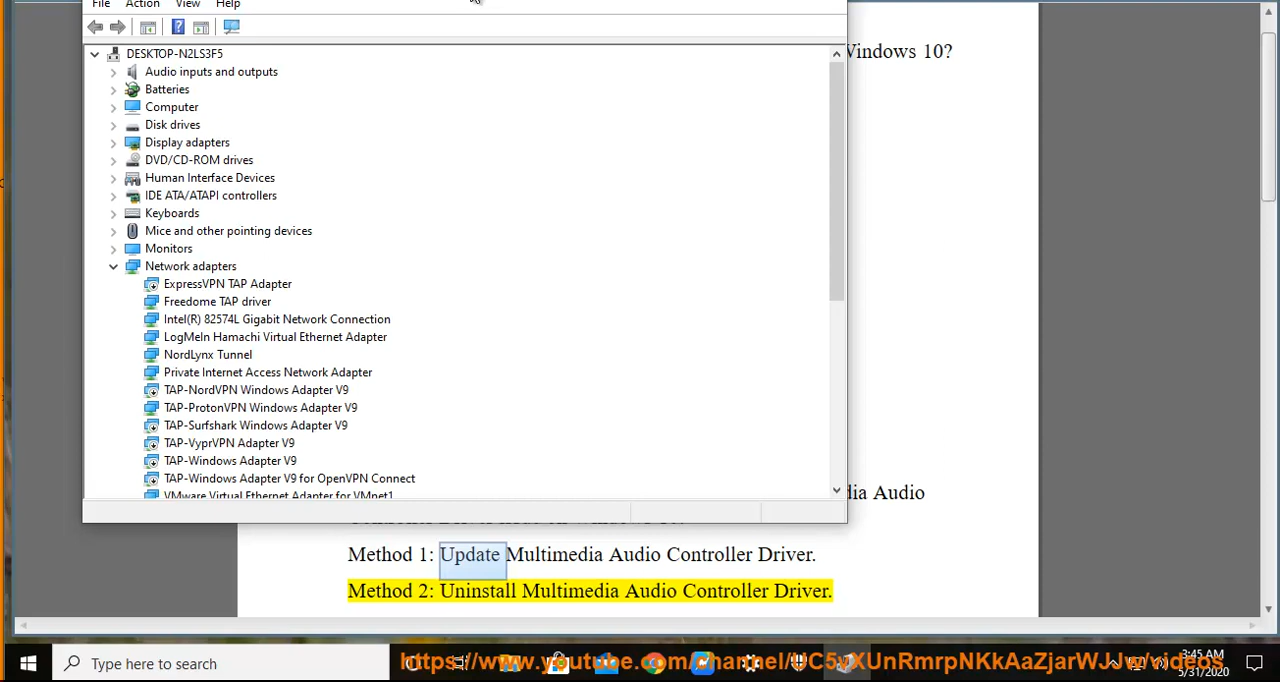 File Action View Help
DESKTOP-N2LS3F5
Windows 10?
Audio inputs and outputs
Batteries
Computer
Disk drives
Display adapters
DVD/CD-ROM drives
Human Interface Devices
IDE ATA/ATAPI controllers
Keyboards
Mice and other pointing devices
Monitors
Network adapters
ExpressVPN TAP Adapter
Freedome TAP driver
Intel(R) 82574L Gigabit Network Connection
LogMeIn Hamachi Virtual Ethernet Adapter
NordLynx Tunnel
Private Internet Access Network Adapter
TAP-NordVPN Windows Adapter V9
TAP-ProtonVPN Windows Adapter V9
TAP-Surfshark Windows Adapter V9
TAP-VyprVPN Adapter V9
TAP-Windows Adapter V9
TAP-Windows Adapter V9 for OpenVPN Connect
VMware Virtual Ethernet Adapter for VMnet1
dia Audio
Method 1: Update Multimedia Audio Controller Driver.
Method 2: Uninstall Multimedia Audio Controller Driver.
Type here to search
3:45 AM
5/31/2020